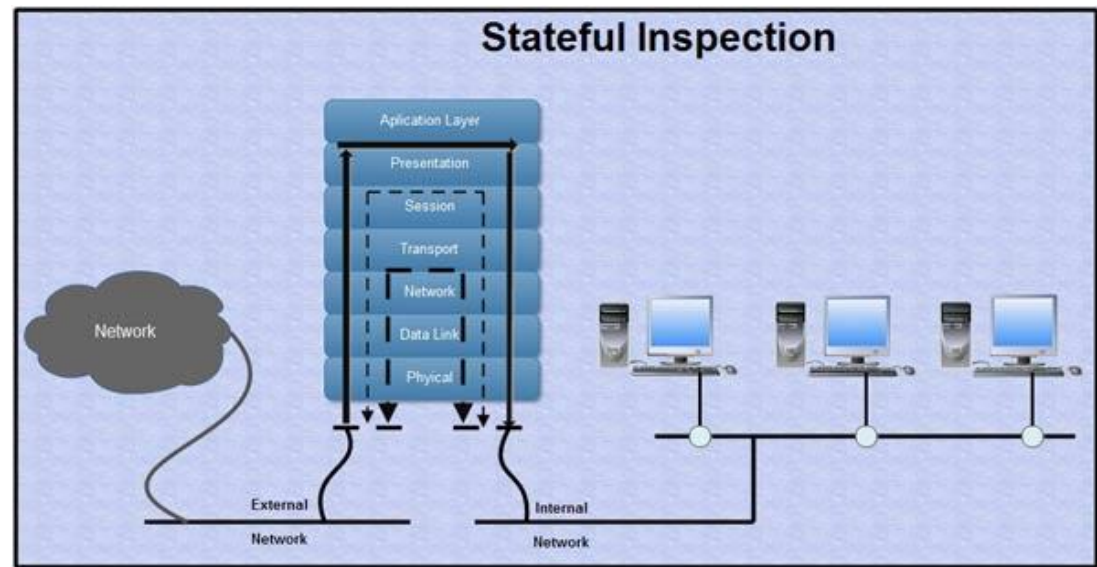 Stateful Inspection
Aplication Layer
Presentation
Session
Transport
Network
Data Link
Phyical
Network
External
Network
Internal
Network